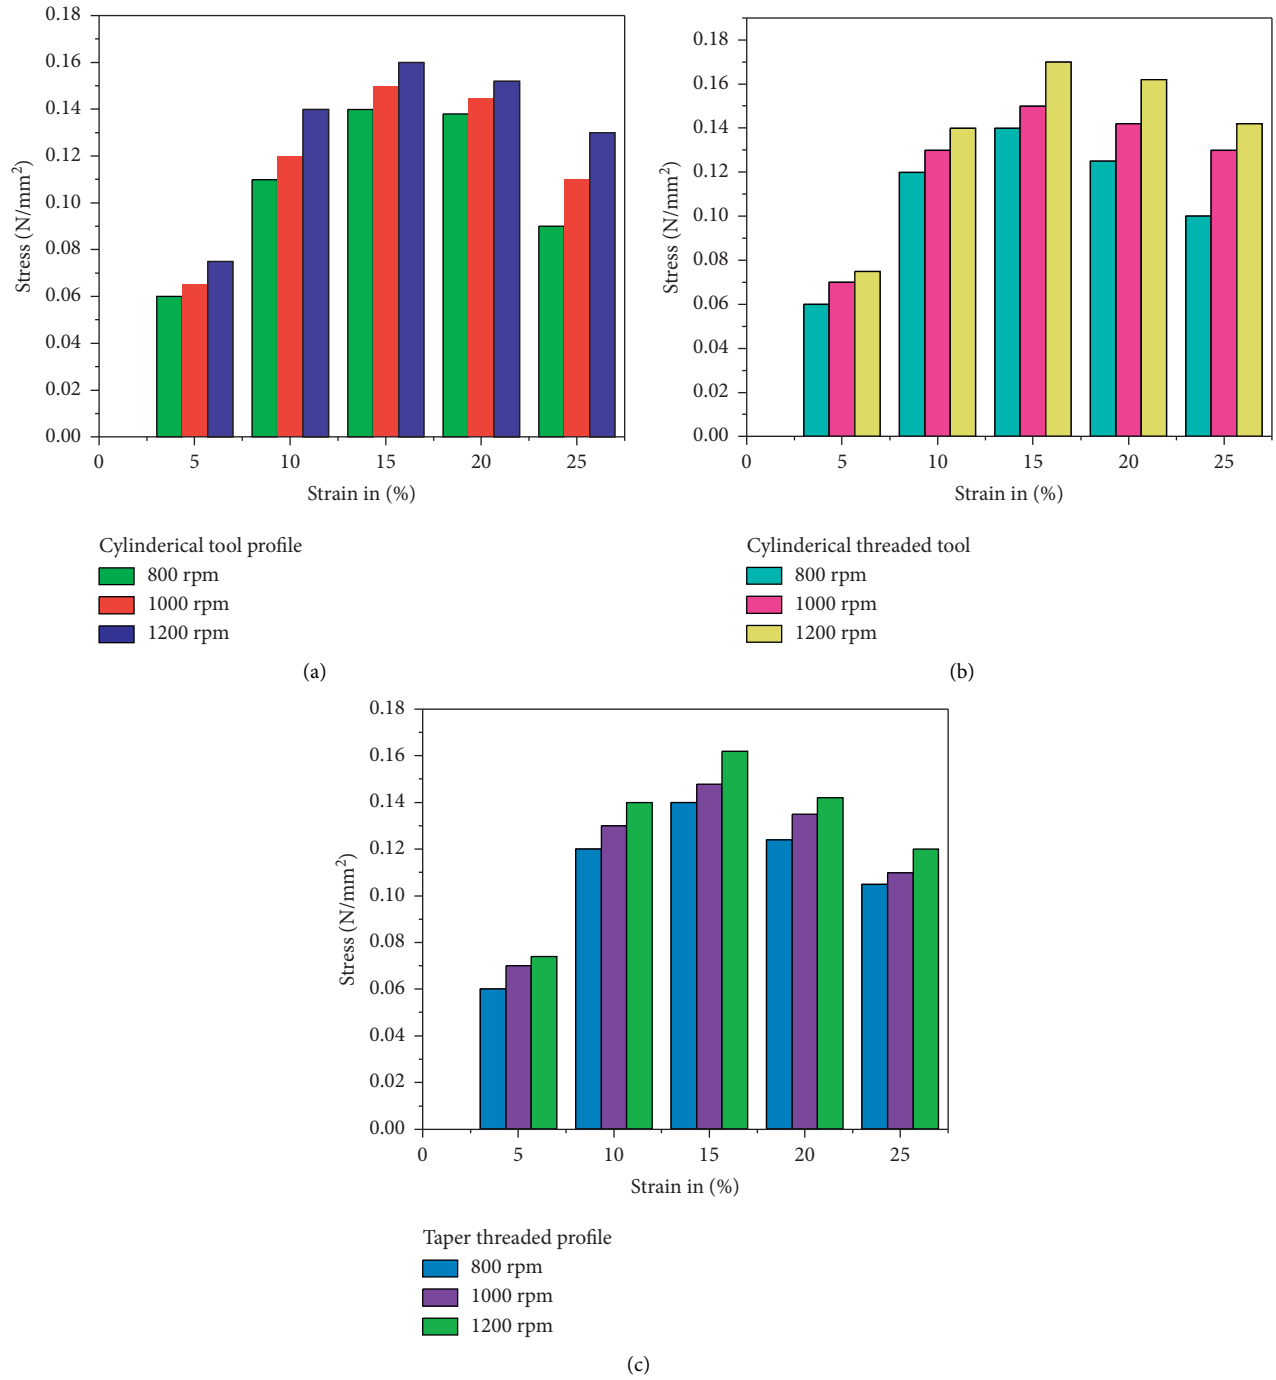 0.18
0.16
0.14
0.12
0.10
0.08
0.06
0.04
0.02
0.00
Stress (N/mm²)
0 5 10 15 20 25
Strain in (%)
Cylinderical tool profile
800 rpm
1000 rpm
1200 rpm
(a)
0.18
0.16
0.14
0.12
0.10
0.08
0.06
0.04
0.02
0.00
Stress (N/mm²)
0 5 10 15 20 25
Strain in (%)
Cylinderical threaded tool
800 rpm
1000 rpm
1200 rpm
(b)
0.18
0.16
0.14
0.12
0.10
0.08
0.06
0.04
0.02
0.00
Stress (N/mm²)
0 5 10 15 20 25
Strain in (%)
Taper threaded profile
800 rpm
1000 rpm
1200 rpm
(c)